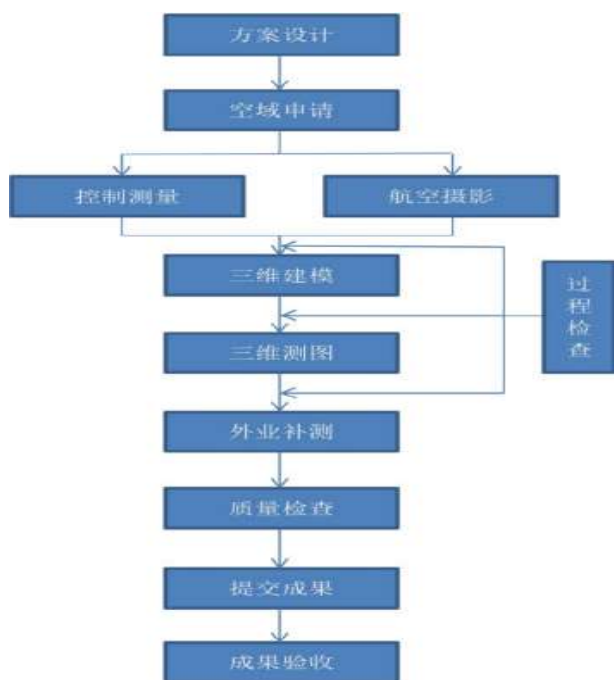 方案设计
空域申请
控制测量
航空摄影
三维建模
过程检查
三维测图
外业补测
质量检查
提交成果
成果验收